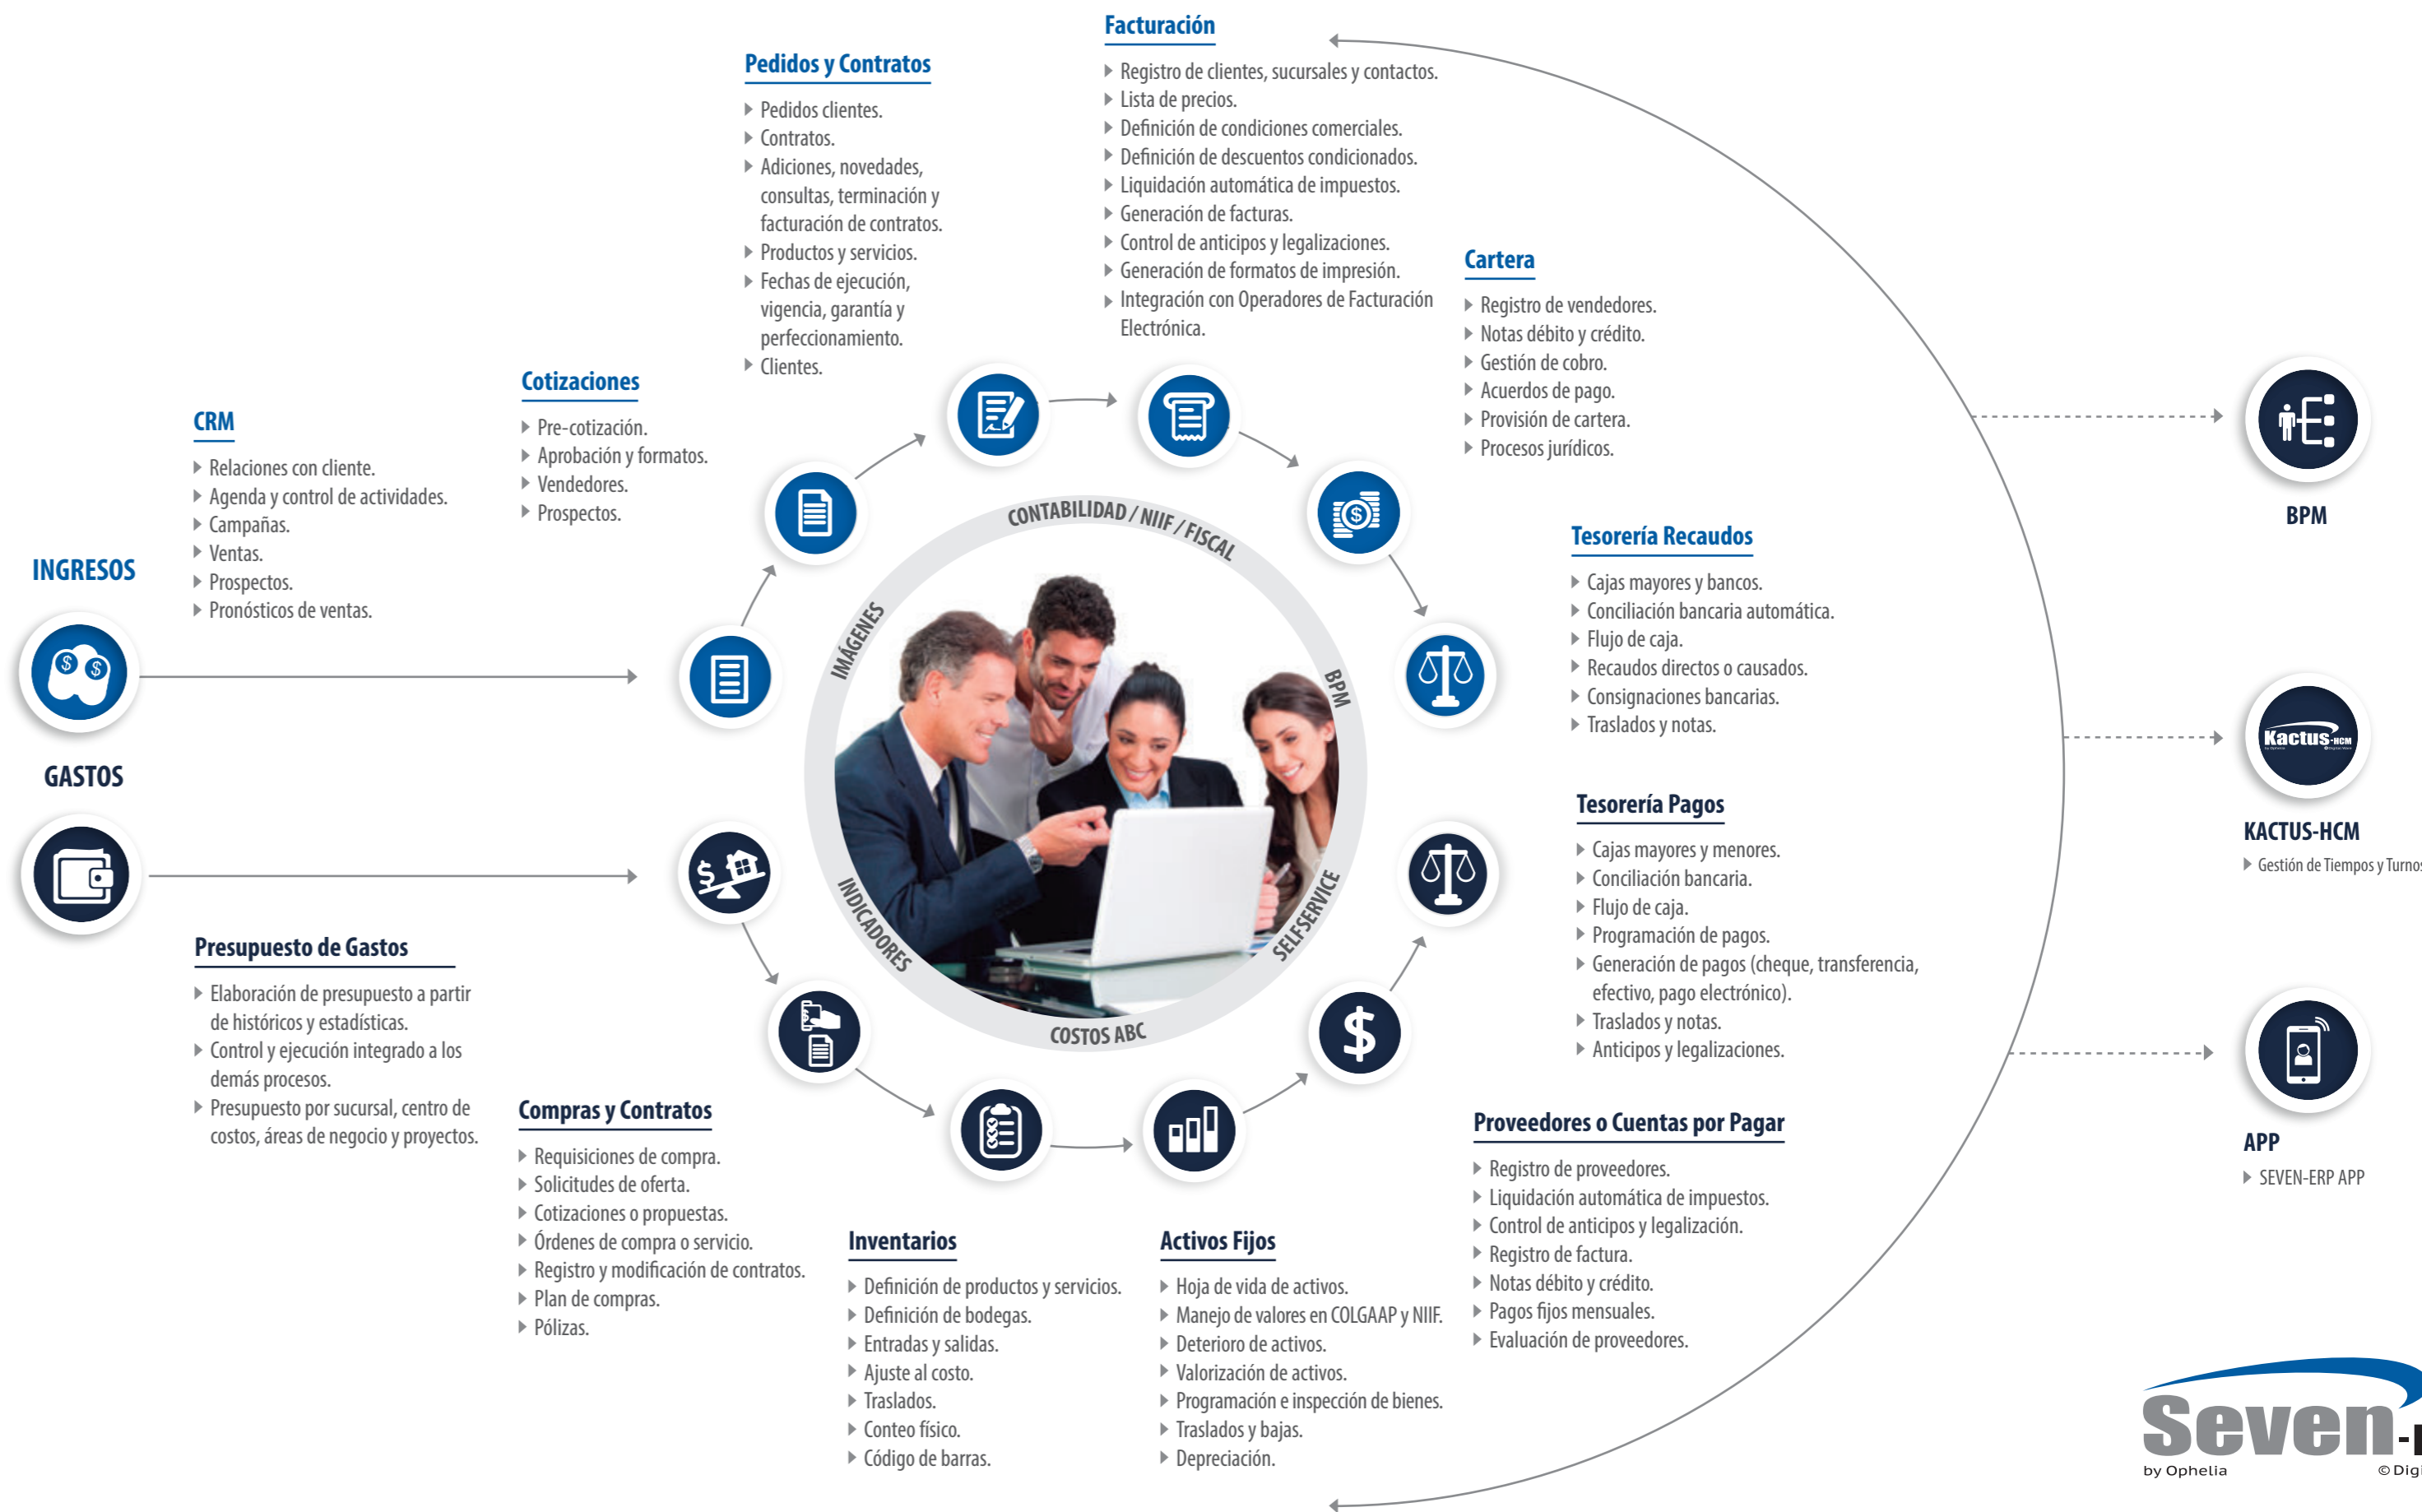 Facturación
Registro de clientes, sucursales y contactos.
Lista de precios.
Definición de condiciones comerciales.
Definición de descuentos condicionados.
Liquidación automática de impuestos.
Generación de facturas.
Control de anticipos y legalizaciones.
Generación de formatos de impresión.
Integración con Operadores de Facturación
Electrónica.
Pedidos y Contratos
Pedidos clientes.
Contratos.
Adiciones, novedades,
consultas, terminación y
facturación de contratos.
Productos y servicios.
Fechas de ejecución,
vigencia, garantía y
perfeccionamiento.
Clientes.
Cartera
Registro de vendedores.
Notas débito y crédito.
Gestión de cobro.
Acuerdos de pago.
Provisión de cartera.
Procesos jurídicos.
Cotizaciones
Pre-cotización.
Aprobación y formatos.
Vendedores.
Prospectos.
CRM
Relaciones con cliente.
Agenda y control de actividades.
Campañas.
Ventas.
Prospectos.
Pronósticos de ventas.
INGRESOS
GASTOS
CONTABILIDAD / NIIF / FISCAL
IMÁGENES
BPM
INDICADORES
SELF-SERVICE
COSTOS ABC
Tesorería Recaudos
Cajas mayores y bancos.
Conciliación bancaria automática.
Flujo de caja.
Recaudos directos o causados.
Consignaciones bancarias.
Traslados y notas.
Tesorería Pagos
Cajas mayores y menores.
Conciliación bancaria.
Flujo de caja.
Programación de pagos.
Generación de pagos (cheque, transferencia,
efectivo, pago electrónico).
Traslados y notas.
Anticipos y legalizaciones.
Presupuesto de Gastos
Elaboración de presupuesto a partir
de históricos y estadísticas.
Control y ejecución integrado a los
demás procesos.
Presupuesto por sucursal, centro de
costos, áreas de negocio y proyectos.
Compras y Contratos
Requisiciones de compra.
Solicitudes de oferta.
Cotizaciones o propuestas.
Órdenes de compra o servicio.
Registro y modificación de contratos.
Plan de compras.
Pólizas.
Inventarios
Definición de productos y servicios.
Definición de bodegas.
Entradas y salidas.
Ajuste al costo.
Traslados.
Conteo físico.
Código de barras.
Activos Fijos
Hoja de vida de activos.
Manejo de valores en COLGAAP y NIIF.
Deterioro de activos.
Valorización de activos.
Programación e inspección de bienes.
Traslados y bajas.
Depreciación.
Proveedores o Cuentas por Pagar
Registro de proveedores.
Liquidación automática de impuestos.
Control de anticipos y legalización.
Registro de factura.
Notas débito y crédito.
Pagos fijos mensuales.
Evaluación de proveedores.
BPM
Kactus-HCM
KACTUS-HCM
Gestión de Tiempos y Turnos
APP
SEVEN-ERP APP
Seven-
by Ophelia
© Digi